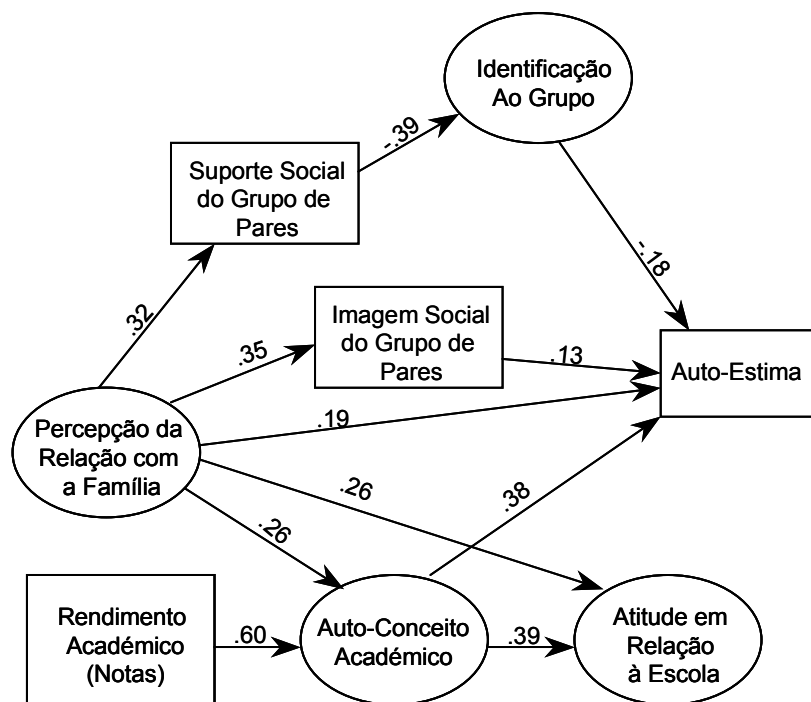 Identificação
Ao Grupo
-.39
Suporte Social
do Grupo de
Pares
-.18
.32
Imagem Social
do Grupo de
Pares
.35
.13
Auto-Estima
Percepção da
Relação com
a Família
.19
.26
.38
.26
Rendimento
Académico
(Notas)
.60
Auto-Conceito
Académico
.39
Atitude em
Relação
à Escola